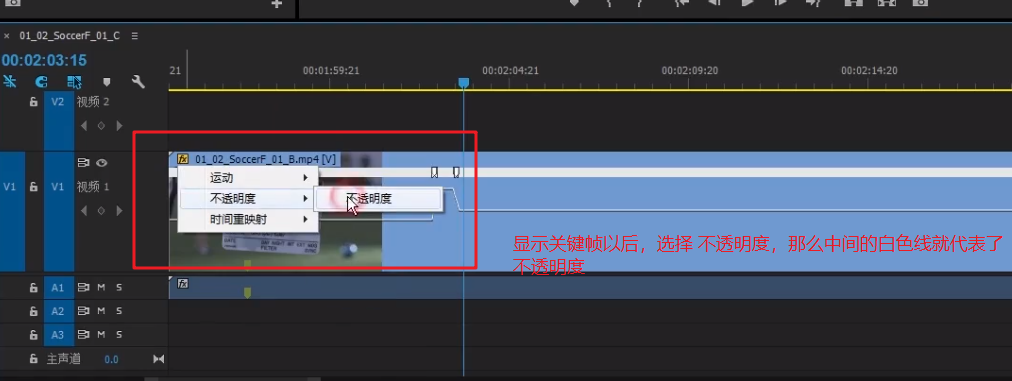 × 01_02_SoccerF_01_C ≡
00:02:03:15
21 00:01:59:21 00:02:04:21 00:02:09:20 00:02:14:20
V2 视频 2
fx 01_02_SoccerF_01_B.mp4 [V]
V1 V1 视频 1
运动
不透明度 不透明度
时间重映射
显示关键帧以后，选择 不透明度，那么中间的白色线就代表了
不透明度
A1 M S fx
A2 M S
A3 M S
主声道 0.0